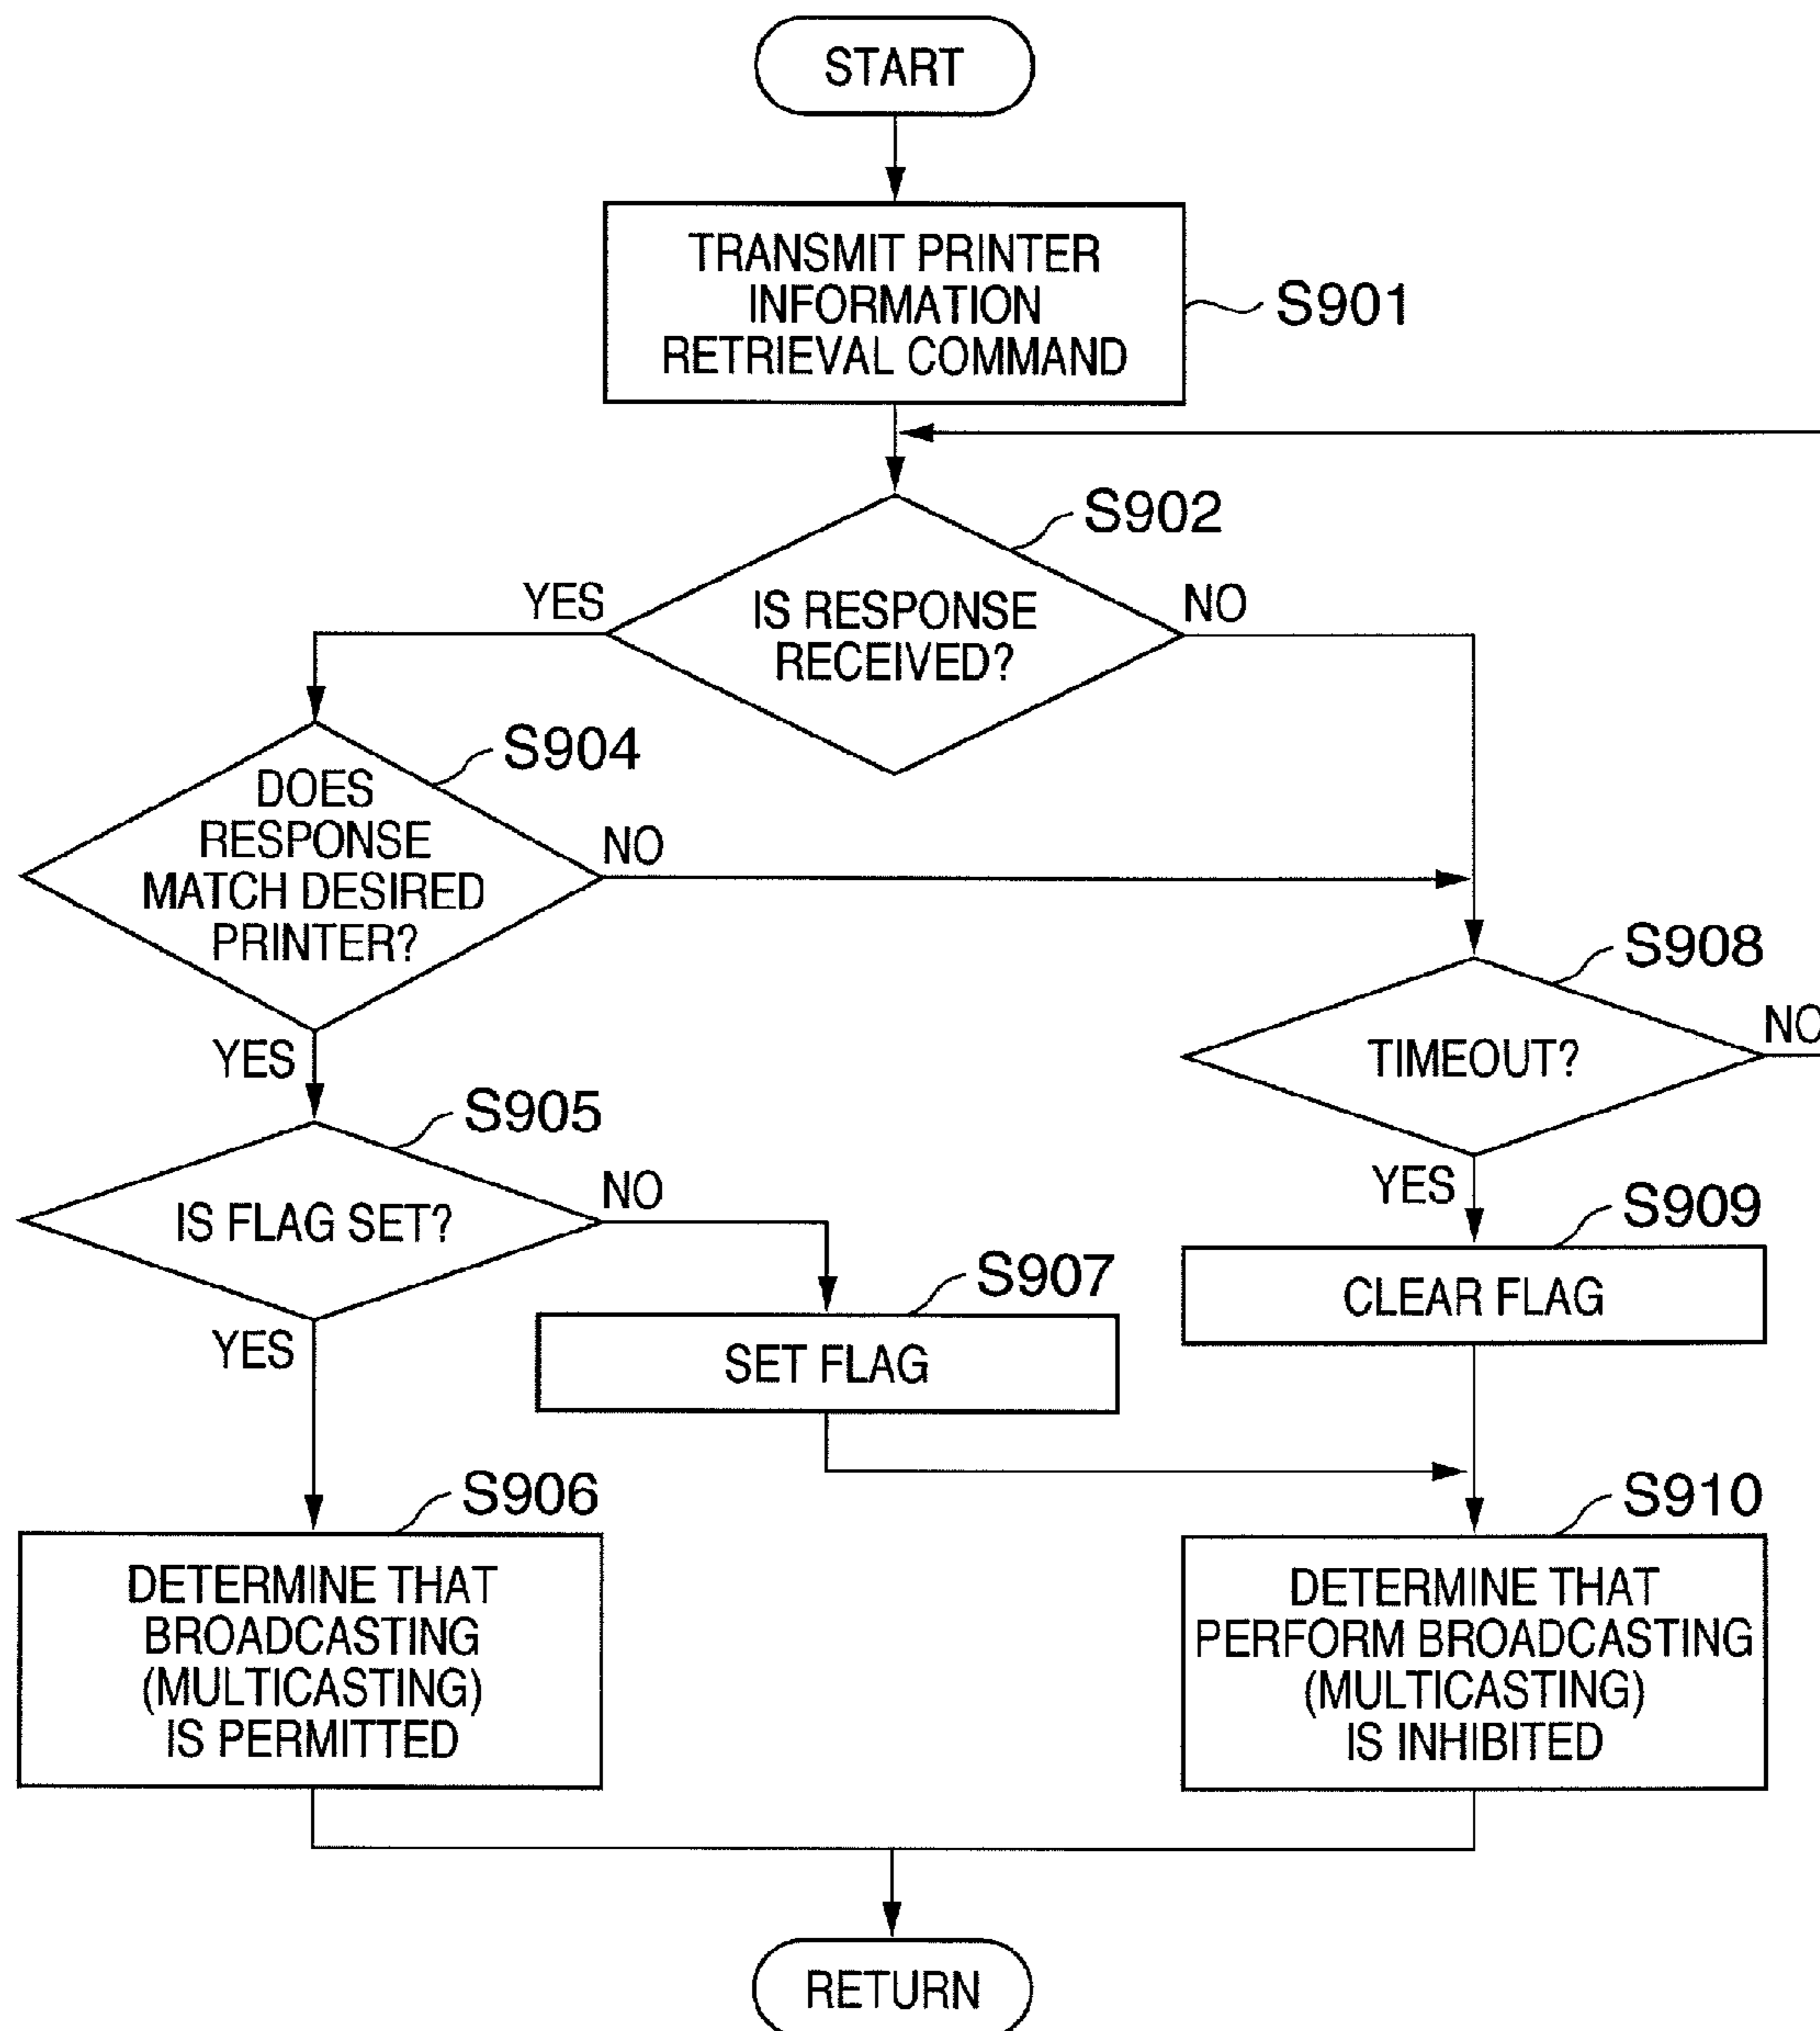 START
TRANSMIT PRINTER
INFORMATION
RETRIEVAL COMMAND
S901
S902
YES
IS RESPONSE
RECEIVED?
NO
S904
DOES
RESPONSE
MATCH DESIRED
PRINTER?
NO
S908
TIMEOUT?
NO
YES
S905
IS FLAG SET?
NO
YES
S909
CLEAR FLAG
S907
SET FLAG
YES
S906
DETERMINE THAT
BROADCASTING
(MULTICASTING)
IS PERMITTED
S910
DETERMINE THAT
PERFORM BROADCASTING
(MULTICASTING)
IS INHIBITED
RETURN